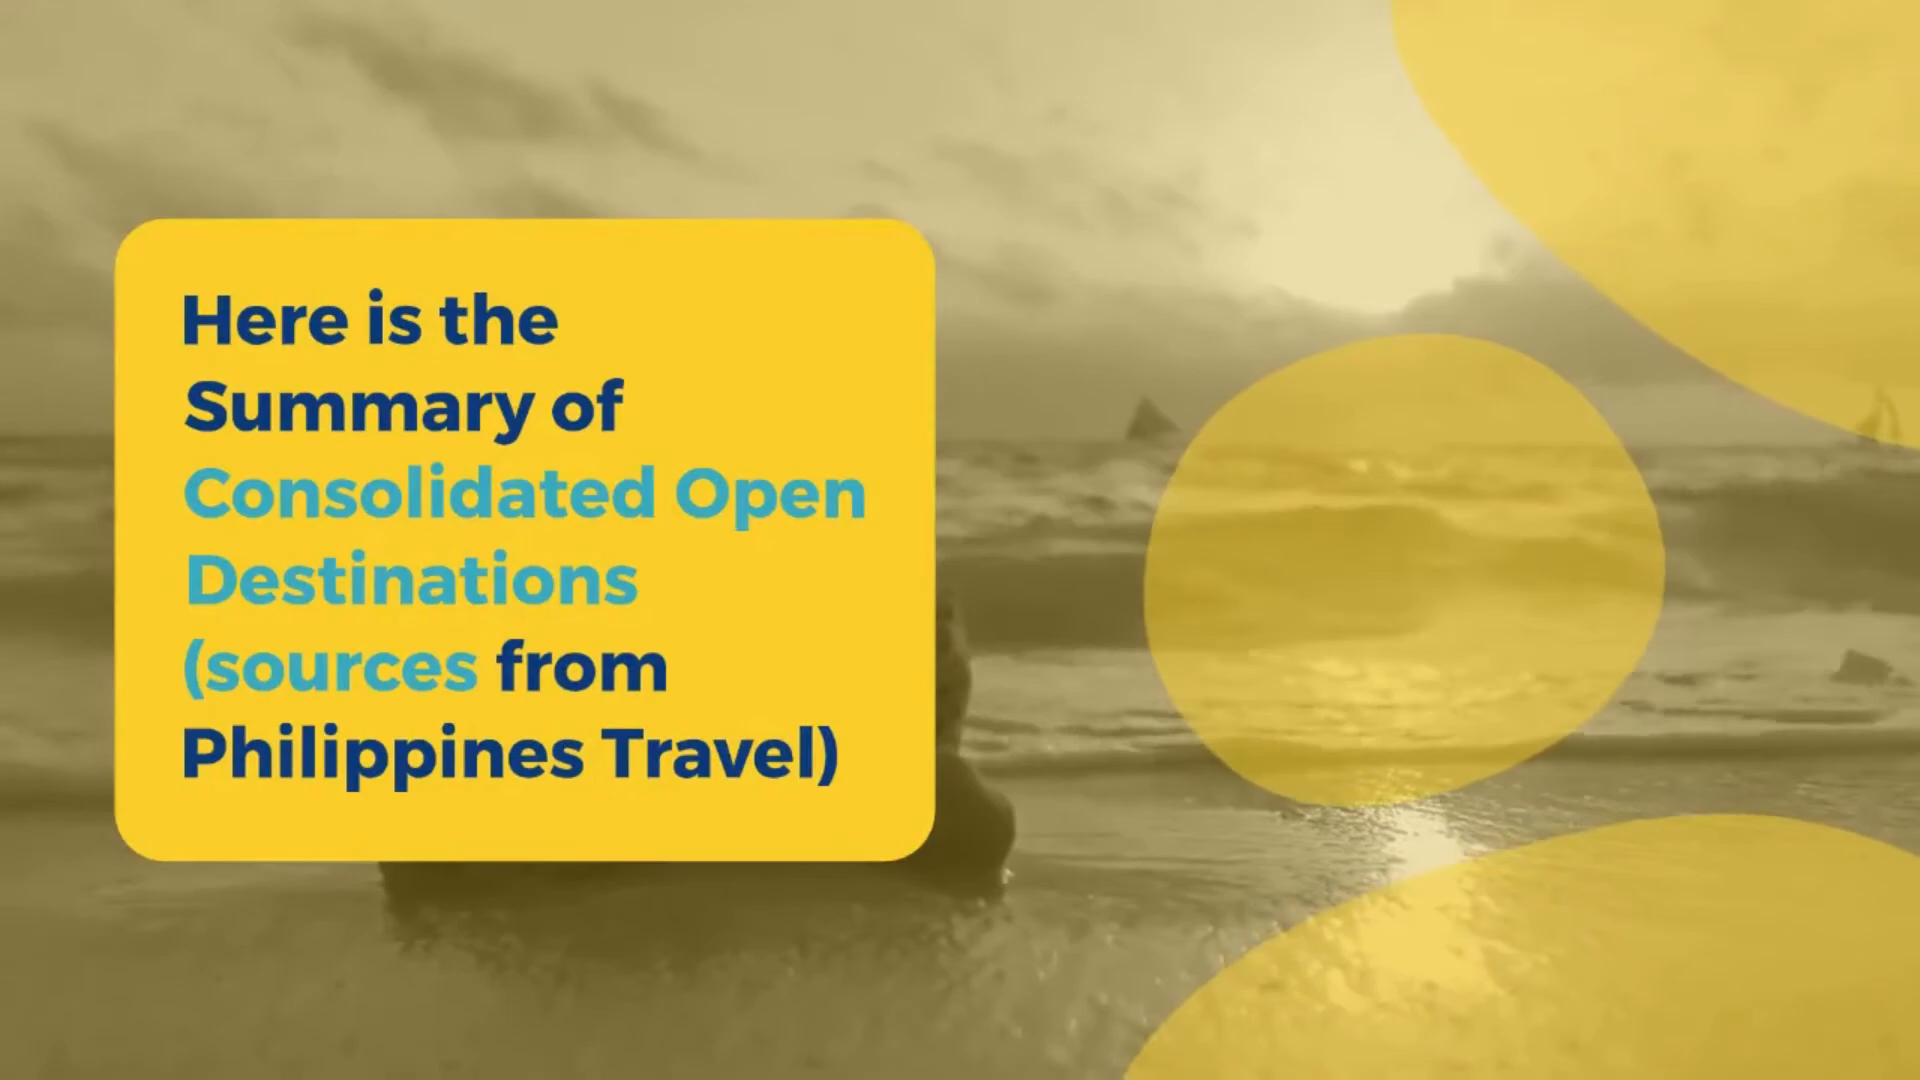 Here is the
Summary of
Consolidated Open
Destinations
(sources from
Philippines Travel)